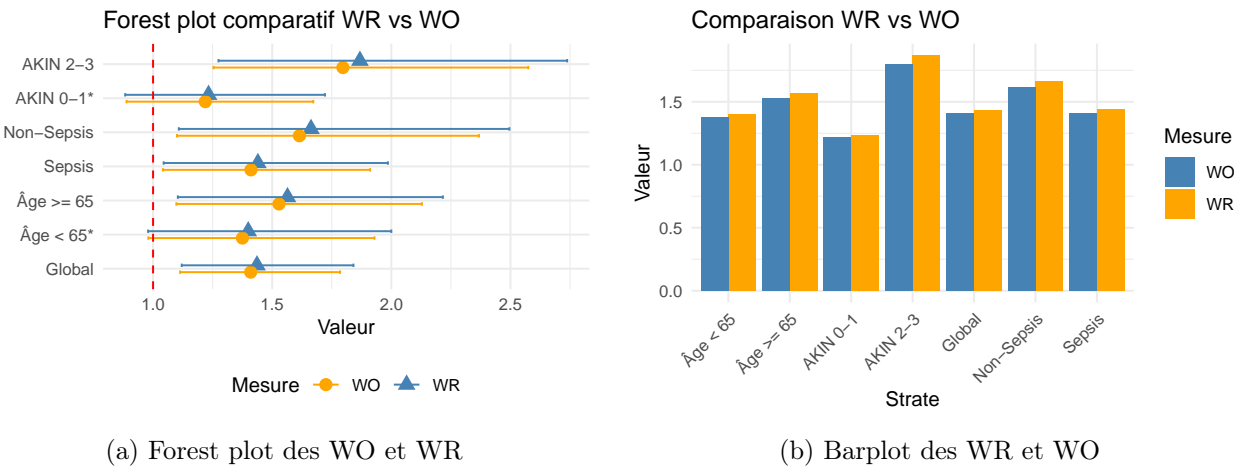 Forest plot comparatif WR vs WO
AKIN 2−3
AKIN 0−1*
Non−Sepsis
Sepsis
Âge >= 65
Âge < 65*
Global
1.0 1.5 2.0 2.5
Valeur
Mesure WO WR
(a) Forest plot des WO et WR
Comparaison WR vs WO
Valeur
1.5
1.0
0.5
0.0
Âge < 65 Âge >= 65 AKIN 0−1 AKIN 2−3 Global Non−Sepsis Sepsis
Strate
Mesure
WO
WR
(b) Barplot des WR et WO